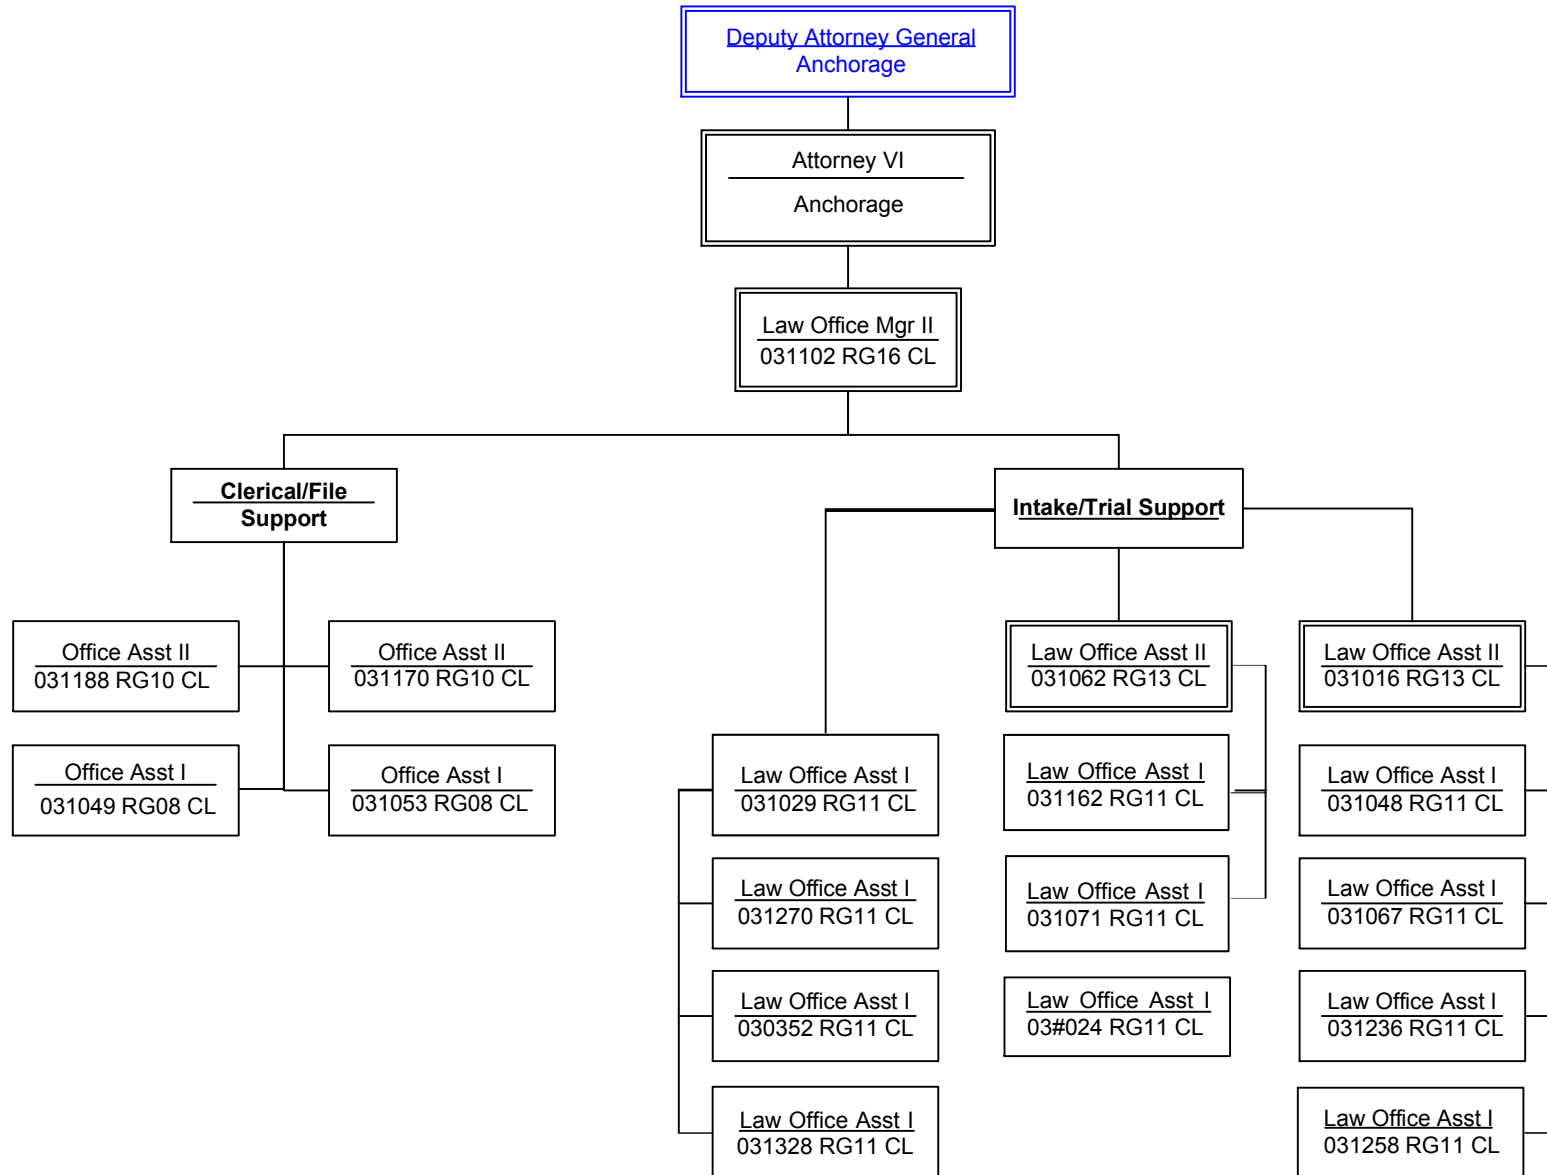 Deputy Attorney General
Anchorage
Attorney VI
Anchorage
Law Office Mgr II
031102 RG16 CL
Clerical/File
Support
Intake/Trial Support
Office Asst II
031188 RG10 CL
Office Asst II
031170 RG10 CL
Office Asst I
031049 RG08 CL
Office Asst I
031053 RG08 CL
Law Office Asst I
031029 RG11 CL
Law Office Asst I
031270 RG11 CL
Law Office Asst I
030352 RG11 CL
Law Office Asst I
031328 RG11 CL
Law Office Asst II
031062 RG13 CL
Law Office Asst I
031162 RG11 CL
Law Office Asst I
031071 RG11 CL
Law Office Asst I
03#024 RG11 CL
Law Office Asst II
031016 RG13 CL
Law Office Asst I
031048 RG11 CL
Law Office Asst I
031067 RG11 CL
Law Office Asst I
031236 RG11 CL
Law Office Asst I
031258 RG11 CL